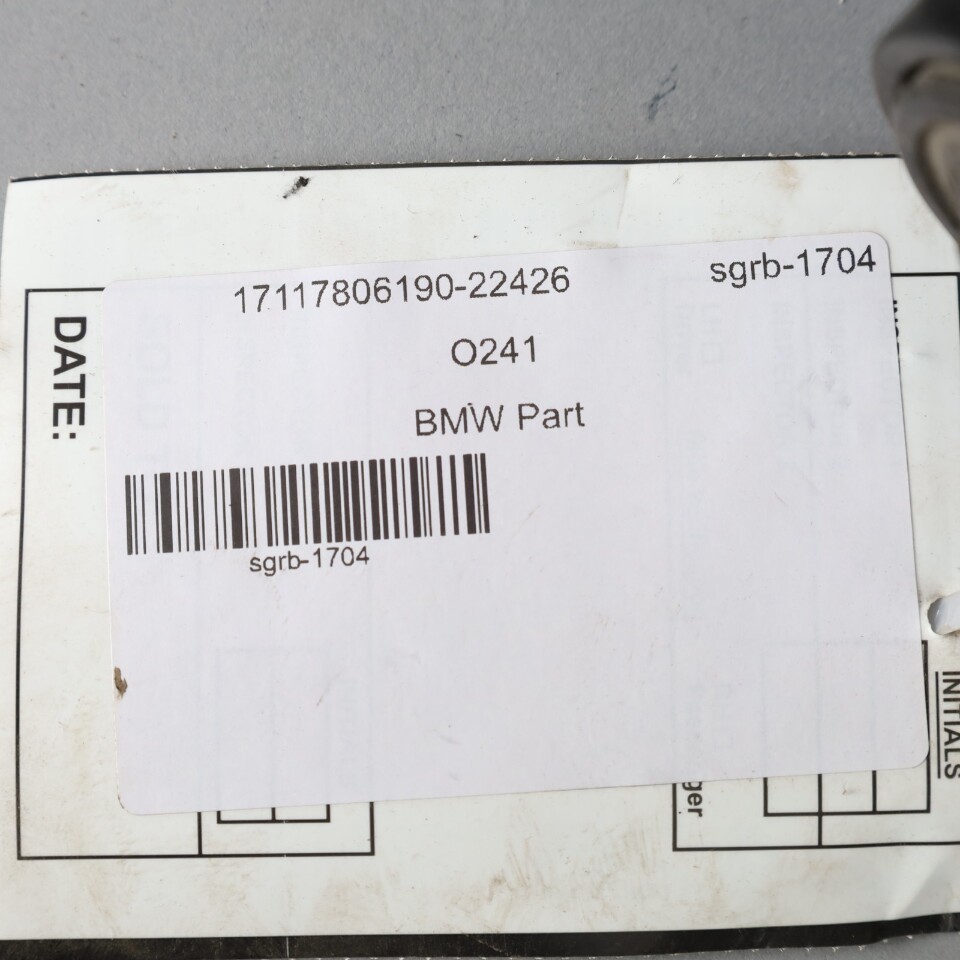 17117806190-22426 sgrb-1704
O241
BMW Part
sgrb-1704
DATE:
INITIALS